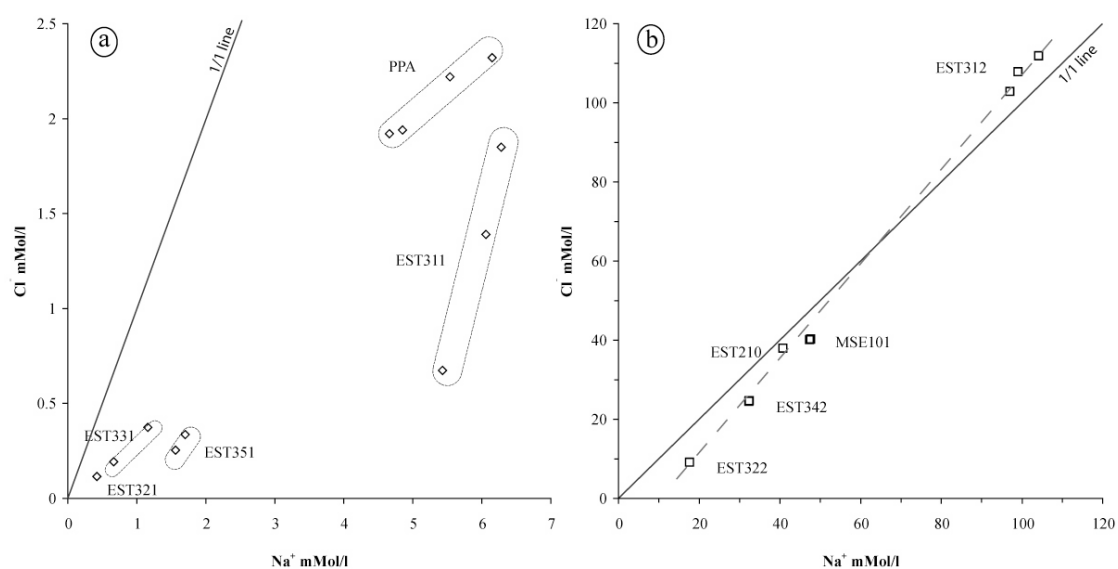 a
2.5
2
1.5
1
0.5
0
Cl⁻ mMol/l
1/1 line
PPA
EST311
EST331
EST351
EST321
0 1 2 3 4 5 6 7
Na⁺ mMol/l
b
120
100
80
60
40
20
0
Cl⁻ mMol/l
EST312
1/1 line
EST210
MSE101
EST342
EST322
0 20 40 60 80 100 120
Na⁺ mMol/l